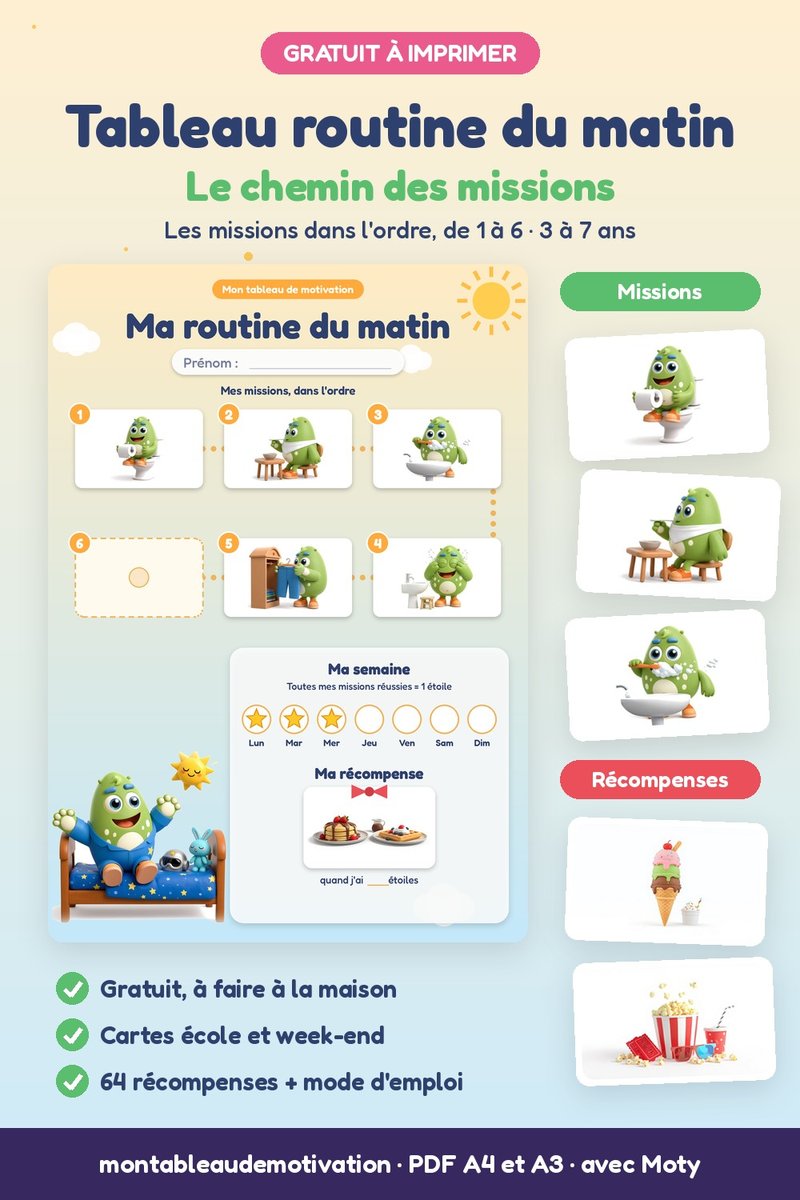 GRATUIT À IMPRIMER
Tableau routine du matin
Le chemin des missions
Les missions dans l'ordre, de 1 à 6 · 3 à 7 ans
Mon tableau de motivation
Ma routine du matin
Prénom :
Mes missions, dans l'ordre
1
2
3
6
5
4
Ma semaine
Toutes mes missions réussies = 1 étoile
Lun Mar Mer Jeu Ven Sam Dim
Ma récompense
quand j'ai ____étoiles
Missions
Récompenses
Gratuit, à faire à la maison
Cartes école et week-end
64 récompenses + mode d'emploi
montableaudemotivation · PDF A4 et A3 · avec Moty